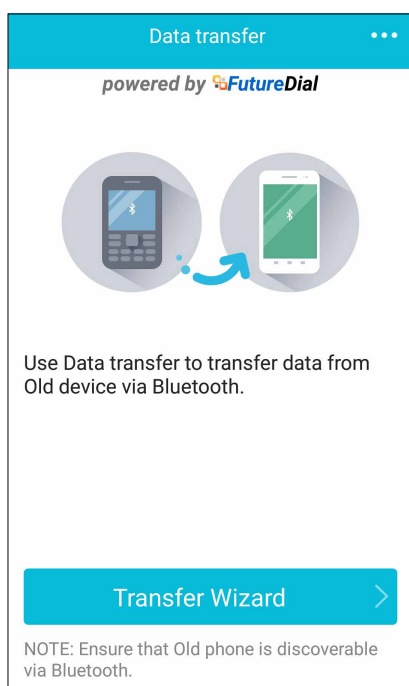 Data transfer
powered by FutureDial
Use Data transfer to transfer data from
Old device via Bluetooth.
Transfer Wizard
NOTE: Ensure that Old phone is discoverable
via Bluetooth.